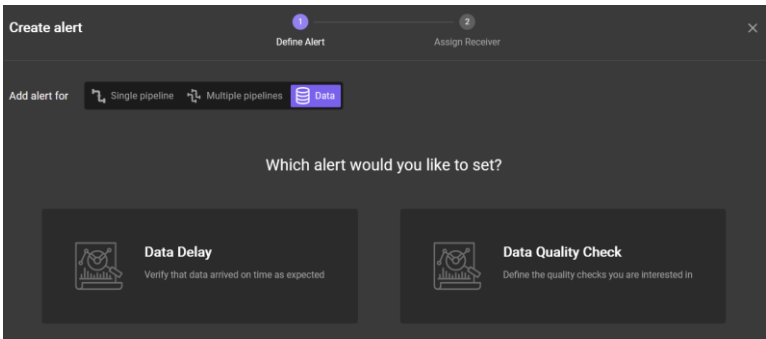 Create alert
1
2
Define Alert
Assign Receiver
Add alert for
Single pipeline
Multiple pipelines
Data
Which alert would you like to set?
Data Delay
Verify that data arrived on time as expected
Data Quality Check
Define the quality checks you are interested in